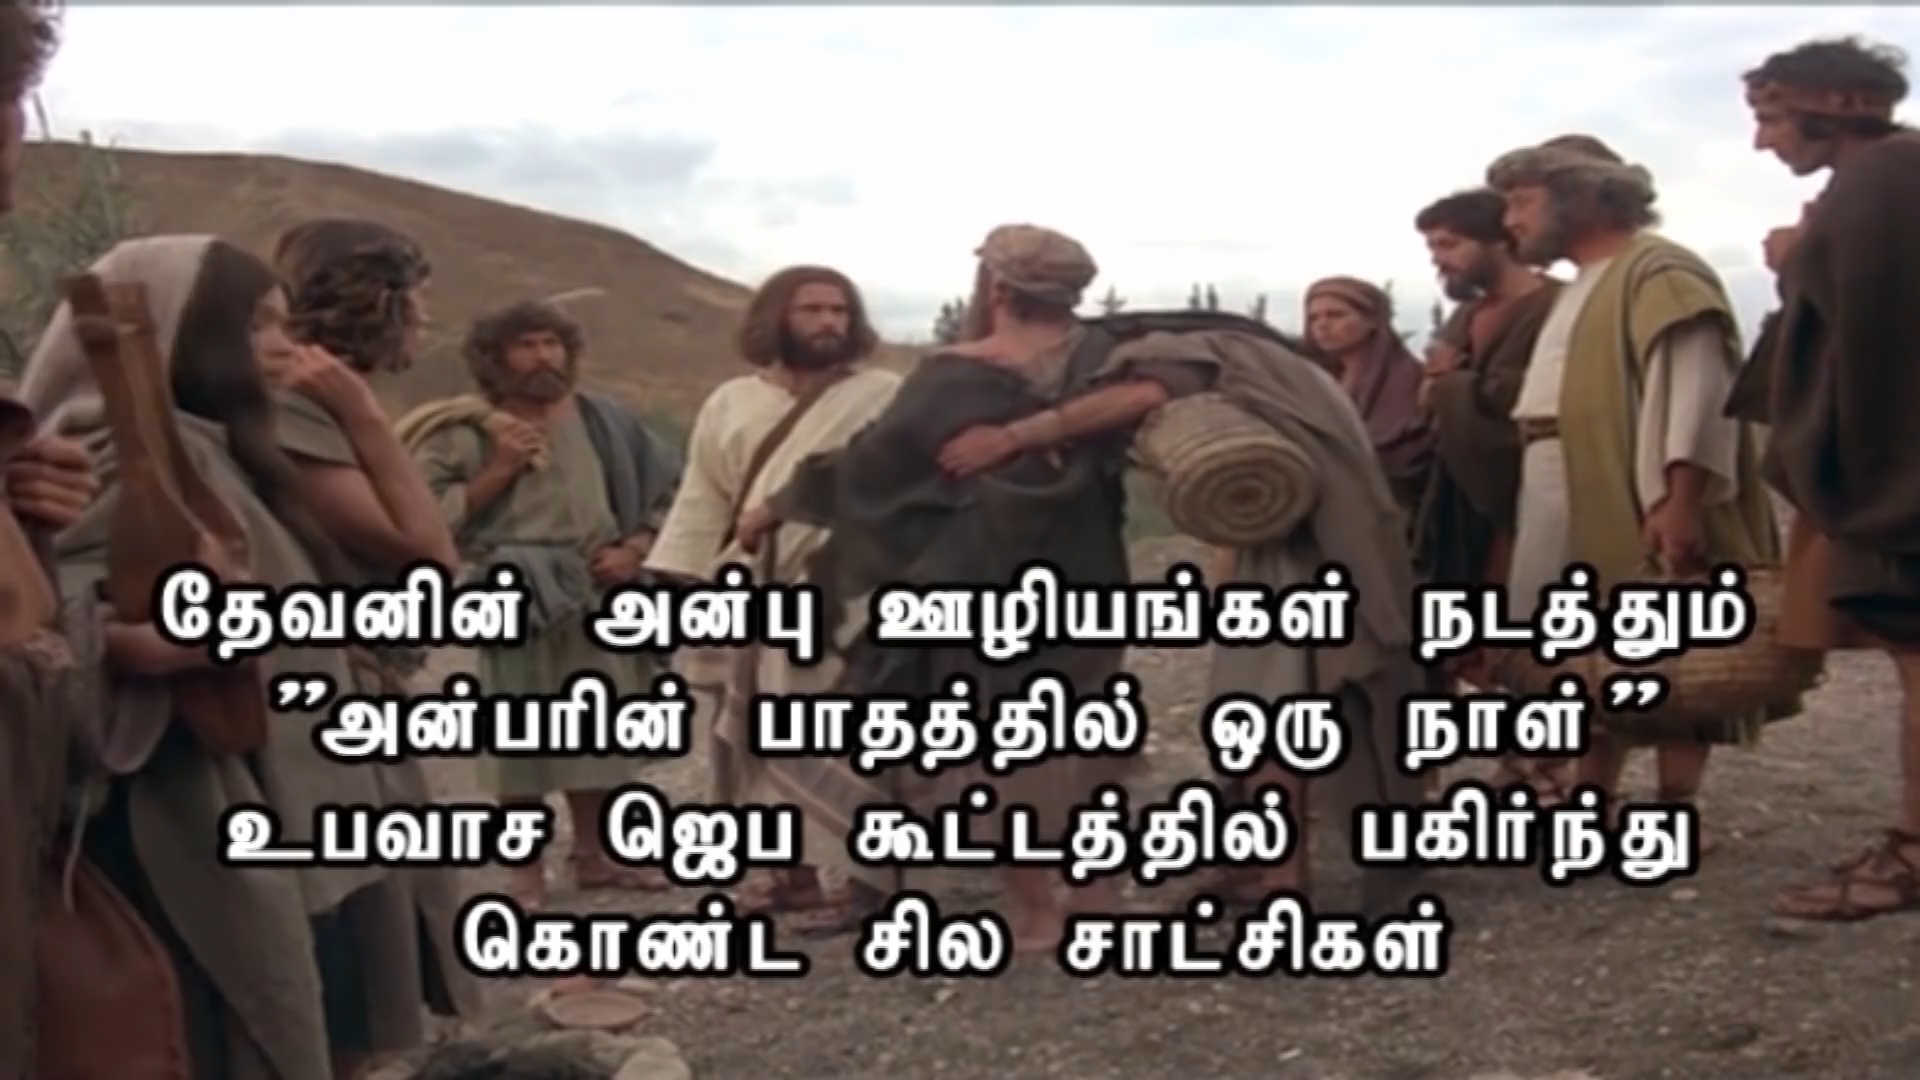 தேவனின் அன்பு ஊழியங்கள் நடத்தும்
”அன்பரின் பாதத்தில் ஒரு நாள்”
உபவாச ஜெப கூட்டத்தில் பகிர்ந்து
கொண்ட சில சாட்சிகள்